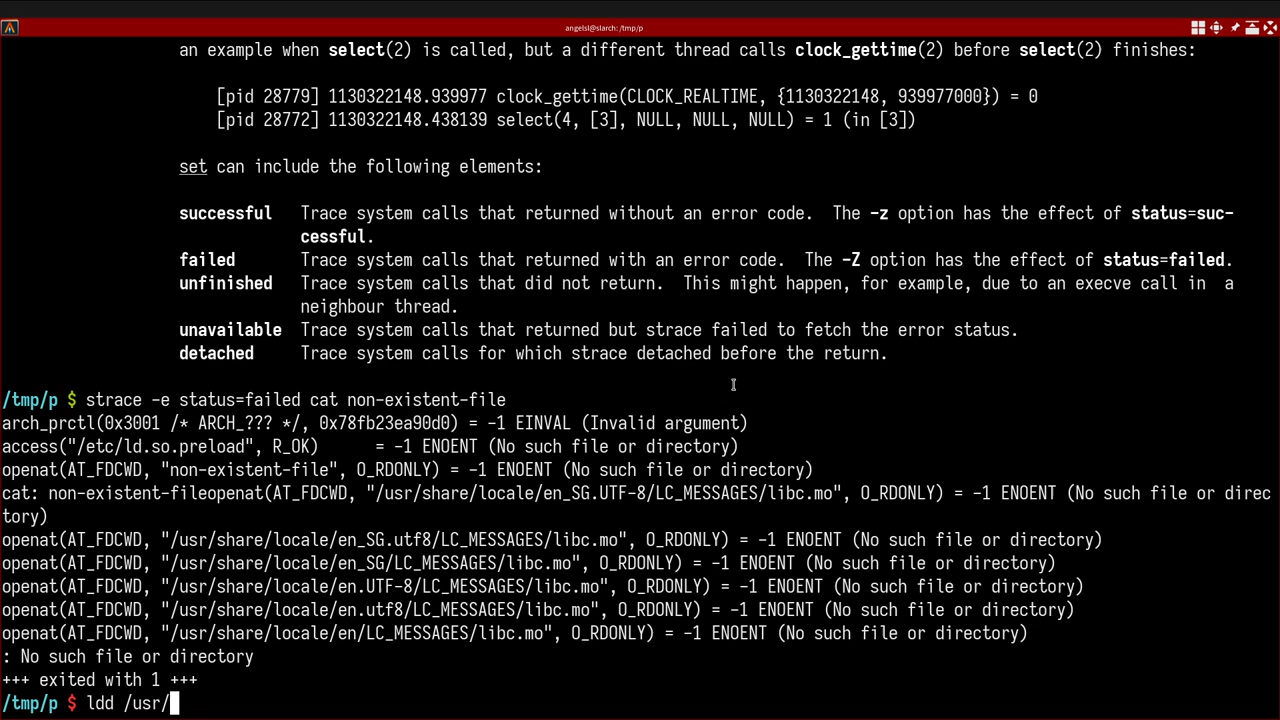 angelsl@slarch: /tmp/p
an example when select(2) is called, but a different thread calls clock_gettime(2) before select(2) finishes:
[pid 28779] 1130322148.939977 clock_gettime(CLOCK_REALTIME, {1130322148, 939977000}) = 0
[pid 28772] 1130322148.438139 select(4, [3], NULL, NULL, NULL) = 1 (in [3])
set can include the following elements:
successful Trace system calls that returned without an error code. The -z option has the effect of status=suc-
cessful.
failed Trace system calls that returned with an error code. The -Z option has the effect of status=failed.
unfinished Trace system calls that did not return. This might happen, for example, due to an execve call in a
neighbour thread.
unavailable Trace system calls that returned but strace failed to fetch the error status.
detached Trace system calls for which strace detached before the return.
/tmp/p $ strace -e status=failed cat non-existent-file
arch_prctl(0x3001 /* ARCH_??? */, 0x78fb23ea90d0) = -1 EINVAL (Invalid argument)
access("/etc/ld.so.preload", R_OK) = -1 ENOENT (No such file or directory)
openat(AT_FDCWD, "non-existent-file", O_RDONLY) = -1 ENOENT (No such file or directory)
cat: non-existent-fileopenat(AT_FDCWD, "/usr/share/locale/en_SG.UTF-8/LC_MESSAGES/libc.mo", O_RDONLY) = -1 ENOENT (No such file or direc
tory)
openat(AT_FDCWD, "/usr/share/locale/en_SG.utf8/LC_MESSAGES/libc.mo", O_RDONLY) = -1 ENOENT (No such file or directory)
openat(AT_FDCWD, "/usr/share/locale/en_SG/LC_MESSAGES/libc.mo", O_RDONLY) = -1 ENOENT (No such file or directory)
openat(AT_FDCWD, "/usr/share/locale/en.UTF-8/LC_MESSAGES/libc.mo", O_RDONLY) = -1 ENOENT (No such file or directory)
openat(AT_FDCWD, "/usr/share/locale/en.utf8/LC_MESSAGES/libc.mo", O_RDONLY) = -1 ENOENT (No such file or directory)
openat(AT_FDCWD, "/usr/share/locale/en/LC_MESSAGES/libc.mo", O_RDONLY) = -1 ENOENT (No such file or directory)
: No such file or directory
+++ exited with 1 +++
/tmp/p $ ldd /usr/